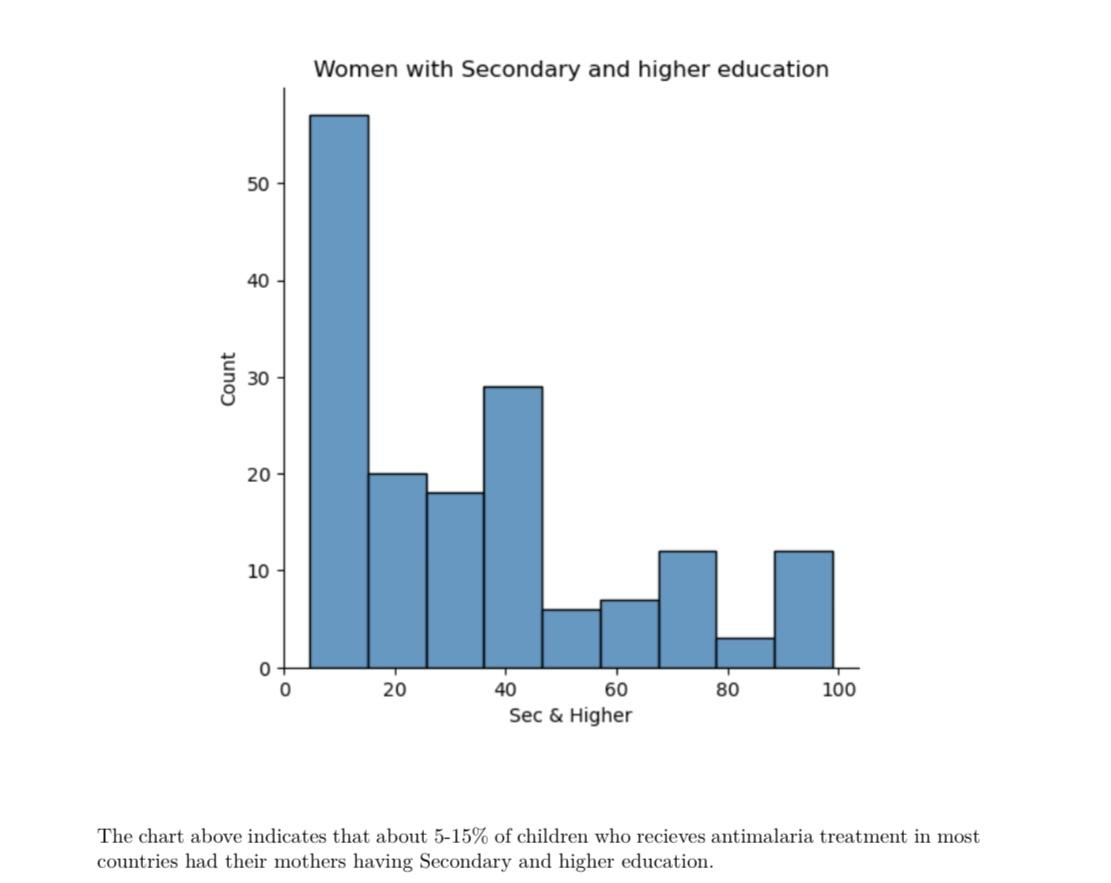 Women with Secondary and higher education
50
40
30
20
10
0
Count
0 20 40 60 80 100
Sec & Higher
The chart above indicates that about 5-15% of children who recieves antimalaria treatment in most
countries had their mothers having Secondary and higher education.